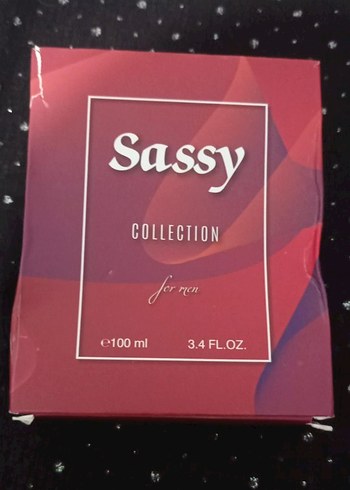 Sassy
COLLECTION
for men
℮100 ml 3.4 FL.OZ.